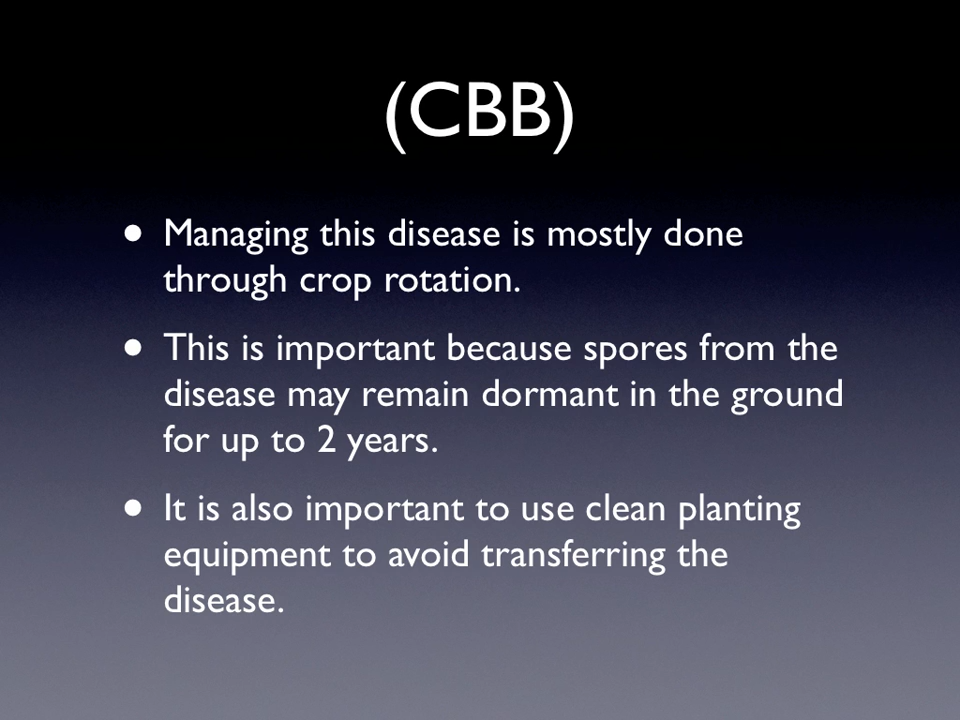 (CBB)
• Managing this disease is mostly done
through crop rotation.
• This is important because spores from the
disease may remain dormant in the ground
for up to 2 years.
• It is also important to use clean planting
equipment to avoid transferring the
disease.